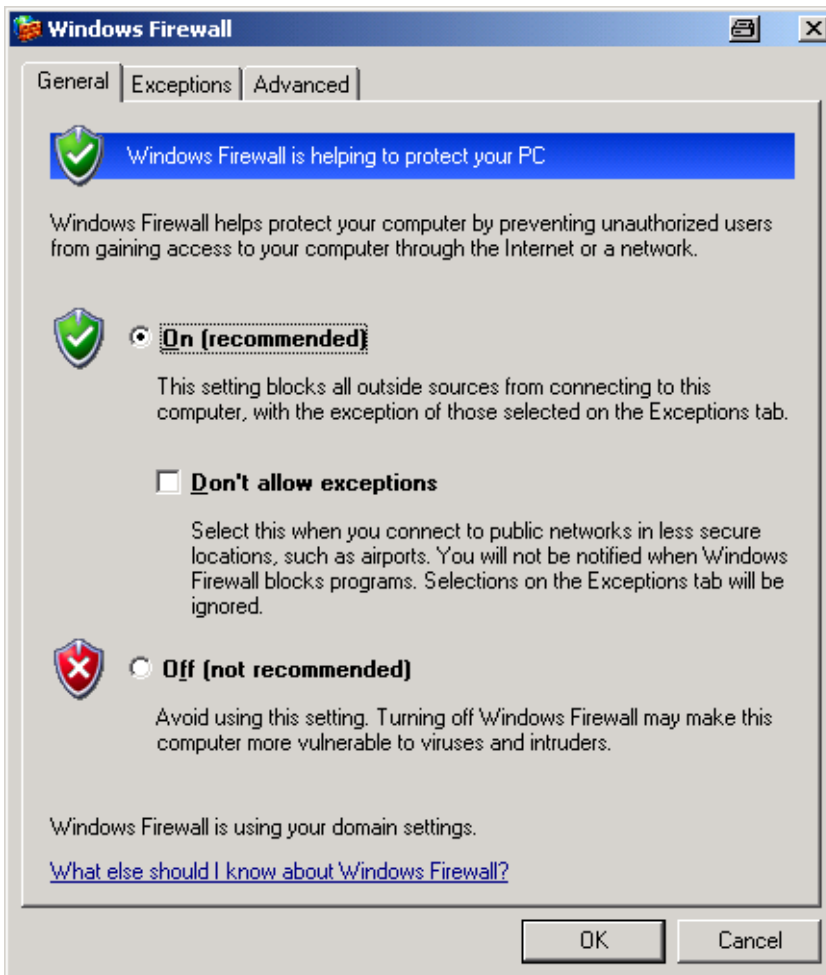 Windows Firewall
General Exceptions Advanced
Windows Firewall is helping to protect your PC
Windows Firewall helps protect your computer by preventing unauthorized users
from gaining access to your computer through the Internet or a network.
On (recommended)
This setting blocks all outside sources from connecting to this
computer, with the exception of those selected on the Exceptions tab.
Don't allow exceptions
Select this when you connect to public networks in less secure
locations, such as airports. You will not be notified when Windows
Firewall blocks programs. Selections on the Exceptions tab will be
ignored.
Off (not recommended)
Avoid using this setting. Turning off Windows Firewall may make this
computer more vulnerable to viruses and intruders.
Windows Firewall is using your domain settings.
What else should I know about Windows Firewall?
OK Cancel